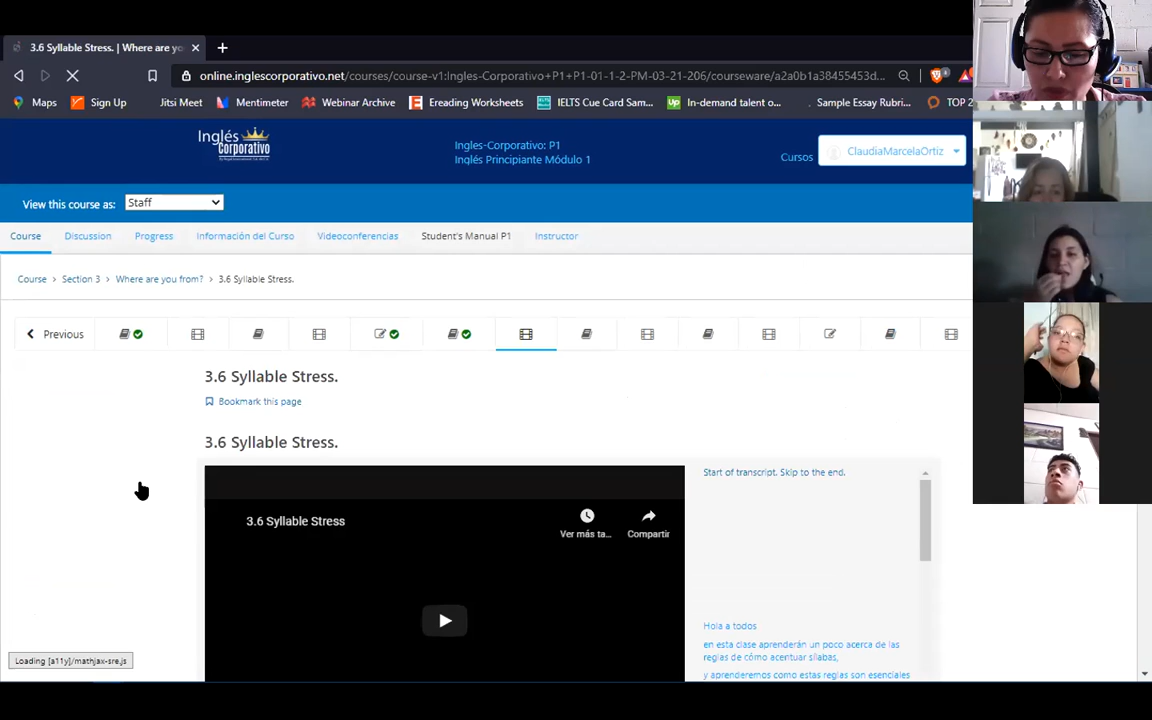 3.6 Syllable Stress. | Where are yo
online.inglescorporativo.net/courses/course-v1:Ingles-Corporativo+P1+P1-01-1-2-PM-03-21-206/courseware/a2a0b1a38455453d...
Maps
Sign Up
Jitsi Meet
Mentimeter
Webinar Archive
Ereading Worksheets
IELTS Cue Card Sam...
In-demand talent o...
Sample Essay Rubri...
TOP 2
Inglés
Corporativo
Ingles-Corporativo: P1
Inglés Principiante Módulo 1
Cursos
ClaudiaMarcelaOrtiz
View this course as:
Staff
Course
Discussion
Progress
Información del Curso
Videoconferencias
Student's Manual P1
Instructor
Course > Section 3 > Where are you from? > 3.6 Syllable Stress.
Previous
3.6 Syllable Stress.
Bookmark this page
3.6 Syllable Stress.
3.6 Syllable Stress
Ver más ta...
Compartir
Start of transcript. Skip to the end.
Hola a todos
en esta clase aprenderán un poco acerca de las
reglas de cómo acentuar sílabas,
y aprenderemos como estas reglas son esenciales
Loading [a11y]/mathjax-sre.js